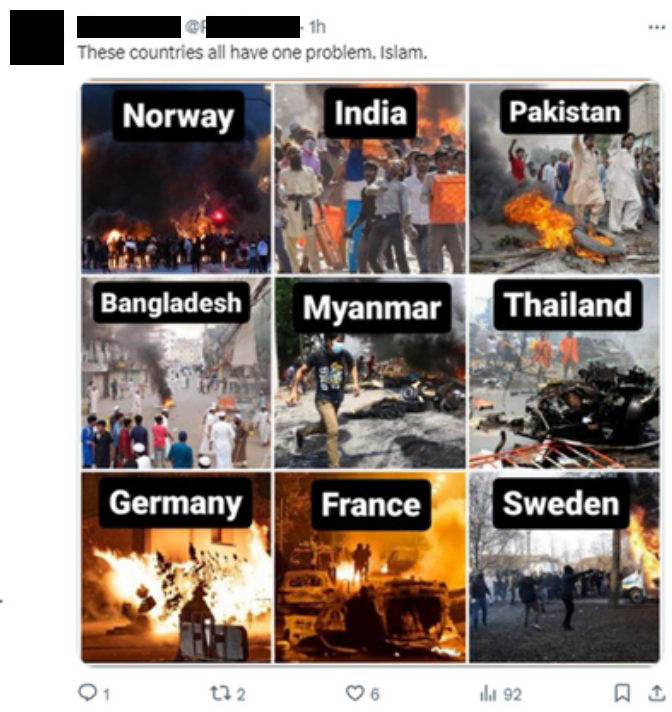 · 1h
These countries all have one problem. Islam.
Norway
India
Pakistan
Bangladesh
Myanmar
Thailand
Germany
France
Sweden
1 2 6 92